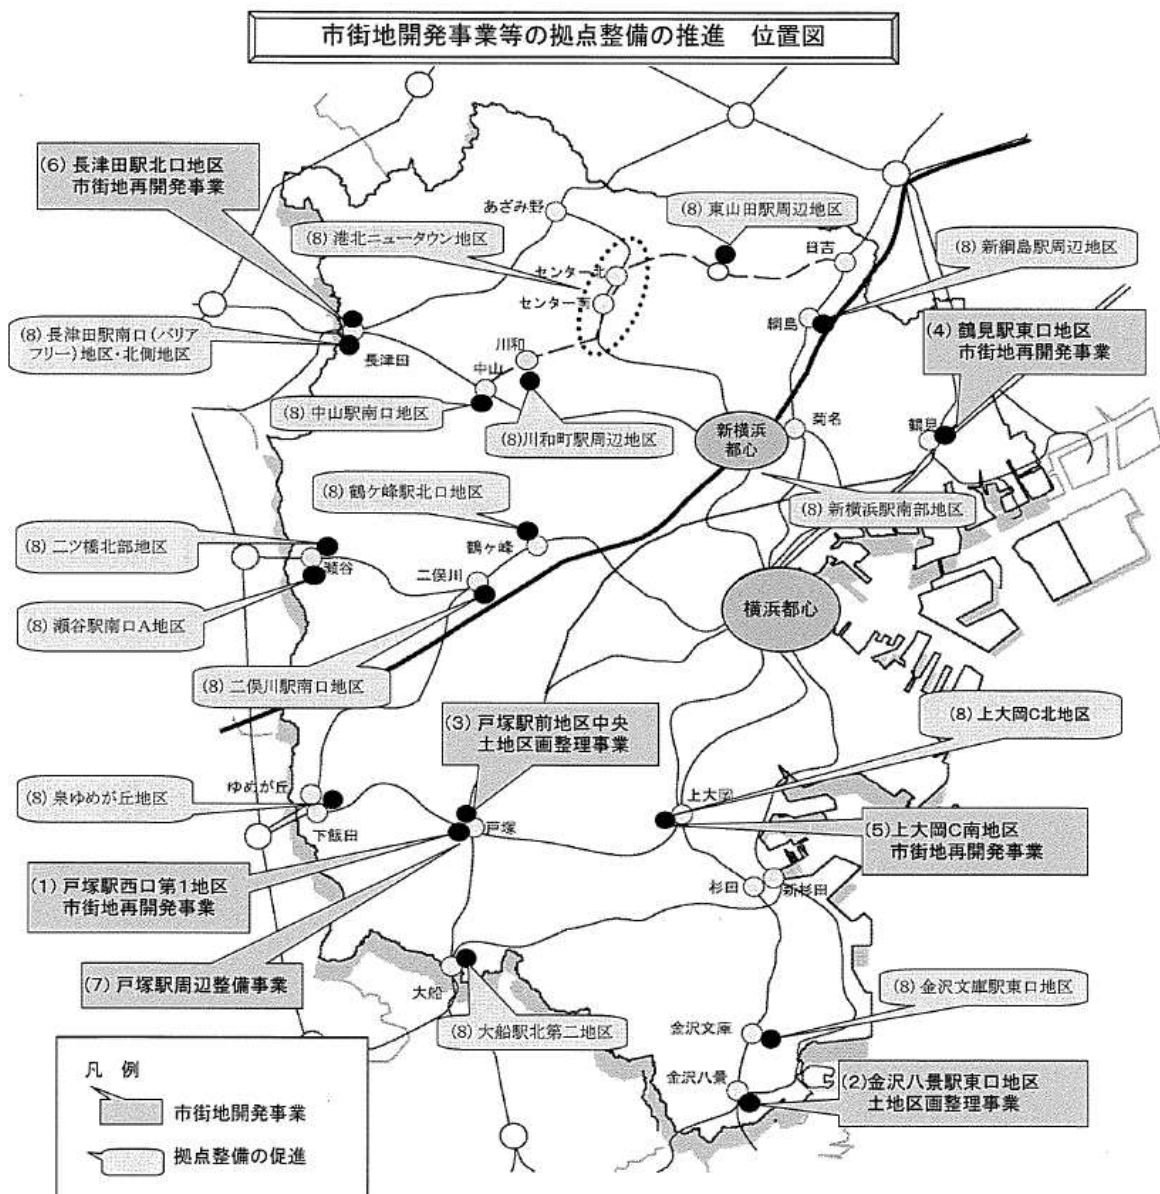 市街地開発事業等の拠点整備の推進　位置図
(6) 長津田駅北口地区
市街地再開発事業
あざみ野
(8) 東山田駅周辺地区
(8) 港北ニュータウン地区
日吉
(8) 新綱島駅周辺地区
センター北
センター南
綱島
(8) 長津田駅南口(バリア
フリー)地区・北側地区
長津田
(4) 鶴見駅東口地区
市街地再開発事業
川和
中山
(8) 中山駅南口地区
(8)川和町駅周辺地区
新横浜
都心
菊名
鶴見
(8) 鶴ケ峰駅北口地区
(8) 新横浜駅南部地区
(8) 二ツ橋北部地区
瀬谷
鶴ヶ峰
二俣川
横浜都心
(8) 瀬谷駅南口A地区
(8) 二俣川駅南口地区
(3) 戸塚駅前地区中央
土地区画整理事業
(8) 上大岡C北地区
(8) 泉ゆめが丘地区
ゆめが丘
下飯田
戸塚
上大岡
(5)上大岡C南地区
市街地再開発事業
(1) 戸塚駅西口第1地区
市街地再開発事業
杉田
新杉田
(7) 戸塚駅周辺整備事業
大船
(8) 大船駅北第二地区
(8) 金沢文庫駅東口地区
金沢文庫
金沢八景
(2)金沢八景駅東口地区
土地区画整理事業
凡　例
市街地開発事業
拠点整備の促進